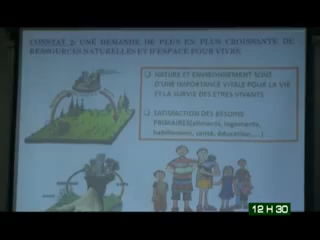 CONSTAT 2: UNE DEMANDE DE PLUS EN PLUS CROISSANTE DE
RESSOURCES NATURELLES ET D'ESPACE POUR VIVRE
NATURE ET ENVIRONNEMENT SONT
D'UNE IMPORTANCE VITALE POUR LA VIE
ET LA SURVIE DES ETRES VIVANTS
SATISFACTION DES BESOINS
PRIMAIRES(aliments, logements,
habillement, santé, éducation,...)
12 H 30